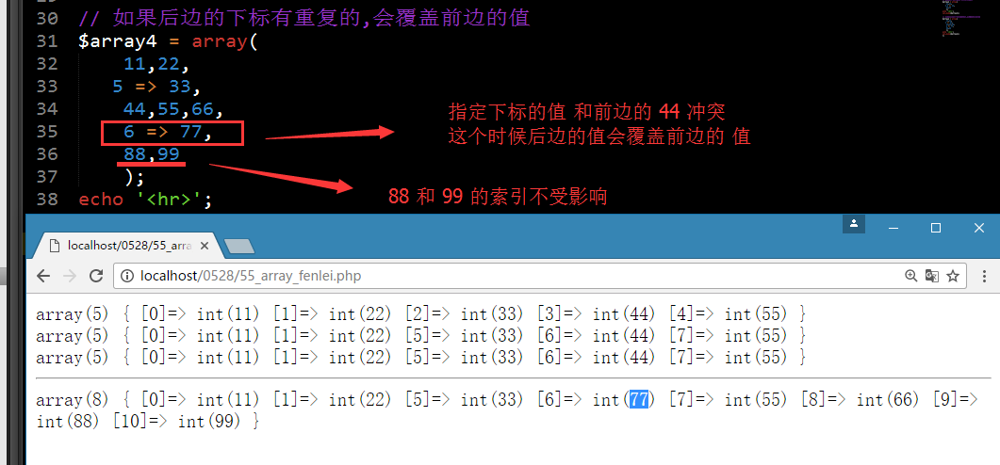 30 // 如果后边的下标有重复的,会覆盖前边的值
31 $array4 = array(
32 11,22,
33 5 => 33,
34 44,55,66,
35 6 => 77,
36 88,99
37 );
38 echo '<hr>';
指定下标的值 和前边的 44 冲突
这个时候后边的值会覆盖前边的 值
88 和 99 的索引不受影响
localhost/0528/55_arra
localhost/0528/55_array_fenlei.php
array(5) { [0]=> int(11) [1]=> int(22) [2]=> int(33) [3]=> int(44) [4]=> int(55) }
array(5) { [0]=> int(11) [1]=> int(22) [5]=> int(33) [6]=> int(44) [7]=> int(55) }
array(5) { [0]=> int(11) [1]=> int(22) [5]=> int(33) [6]=> int(44) [7]=> int(55) }
array(8) { [0]=> int(11) [1]=> int(22) [5]=> int(33) [6]=> int(77) [7]=> int(55) [8]=> int(66) [9]=>
int(88) [10]=> int(99) }